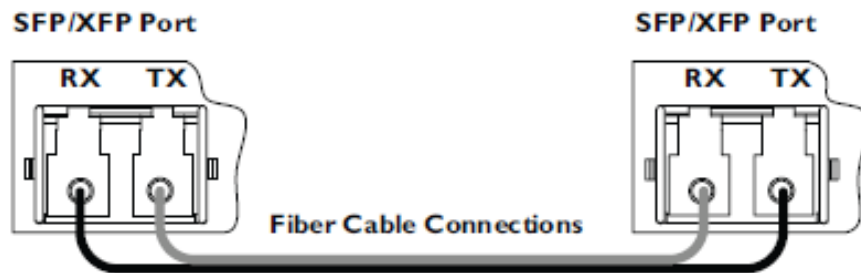 SFP/XFP Port SFP/XFP Port
RX TX RX TX
Fiber Cable Connections